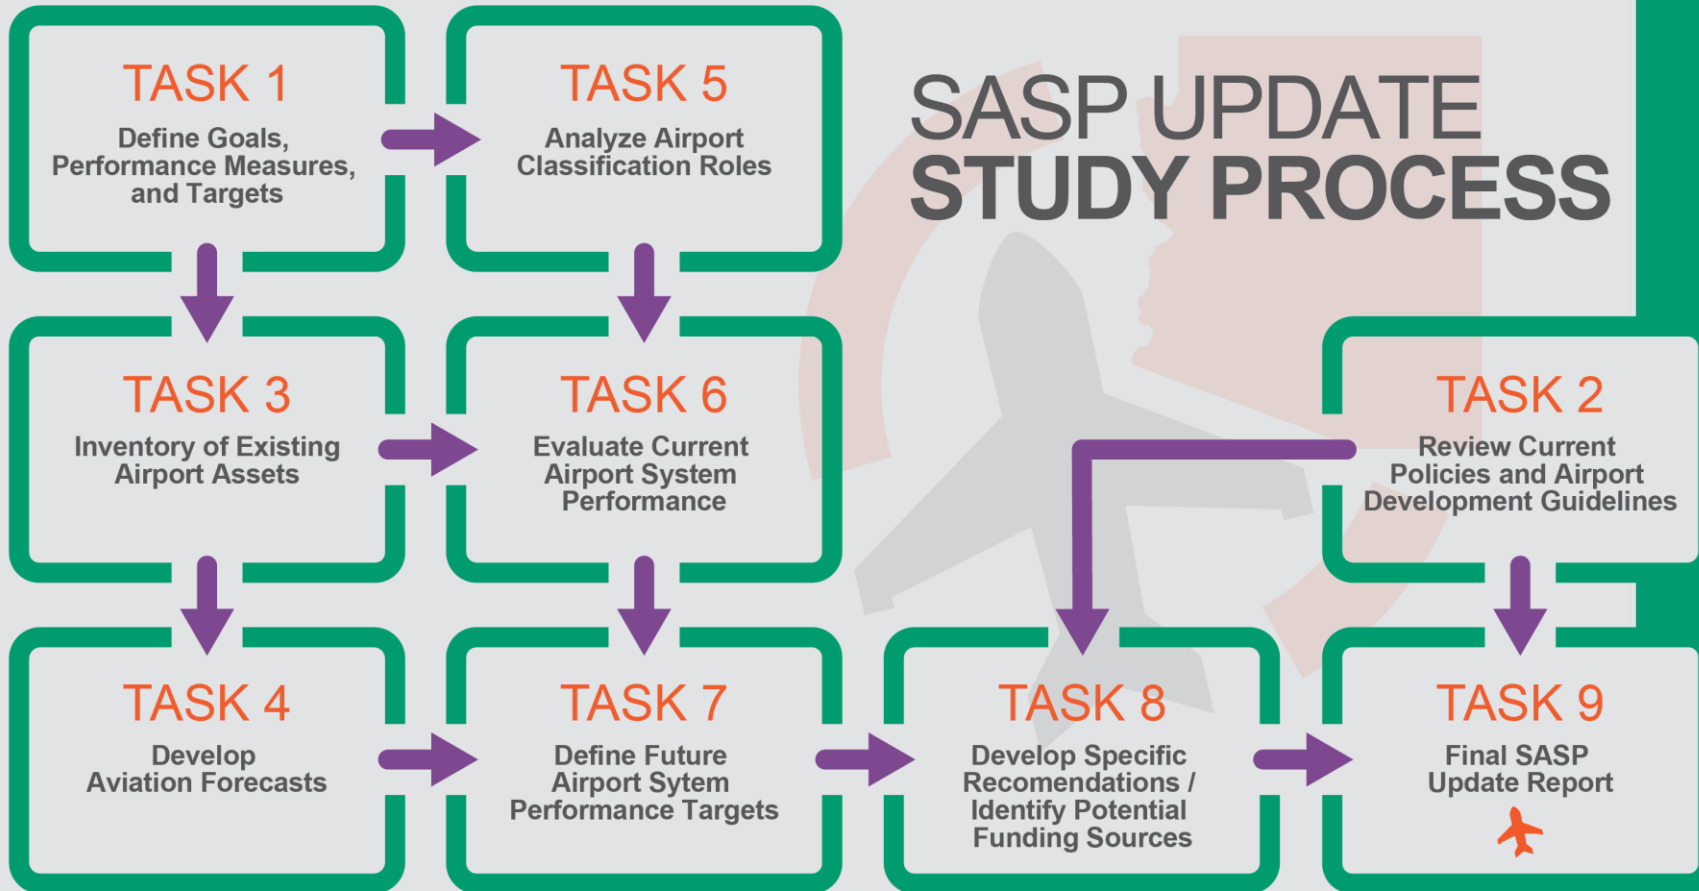 TASK 1
Define Goals,
Performance Measures,
and Targets
TASK 5
Analyze Airport
Classification Roles
SASP UPDATE
STUDY PROCESS
TASK 3
Inventory of Existing
Airport Assets
TASK 6
Evaluate Current
Airport System
Performance
TASK 2
Review Current
Policies and Airport
Development Guidelines
TASK 4
Develop
Aviation Forecasts
TASK 7
Define Future
Airport Sytem
Performance Targets
TASK 8
Develop Specific
Recomendations /
Identify Potential
Funding Sources
TASK 9
Final SASP
Update Report